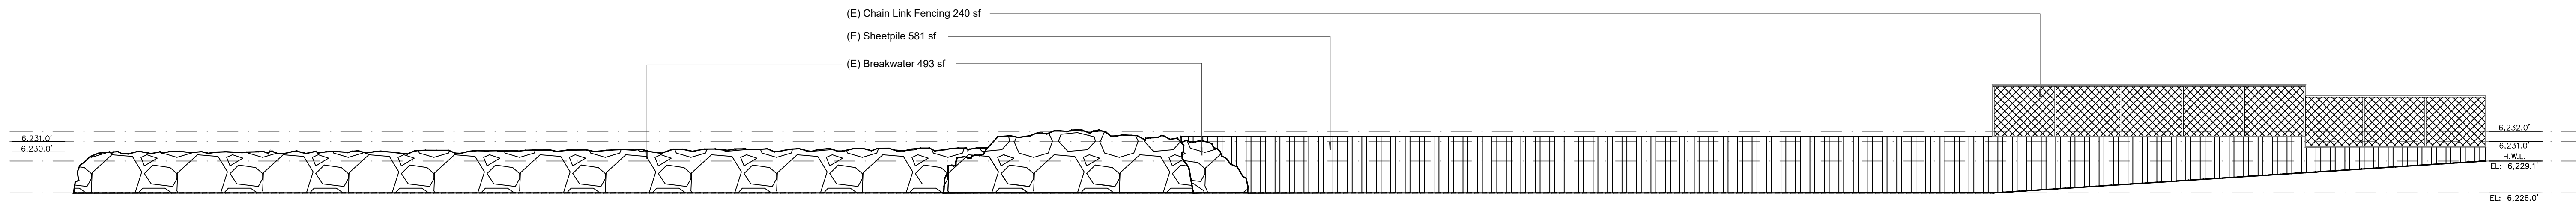 (E) Chain Link Fencing 240 sf
(E) Sheetpile 581 sf
(E) Breakwater 493 sf
6,231.0'
6,230.0'
6,232.0'
6,231.0'
H.W.L.
EL: 6,229.1'
EL: 6,226.0'